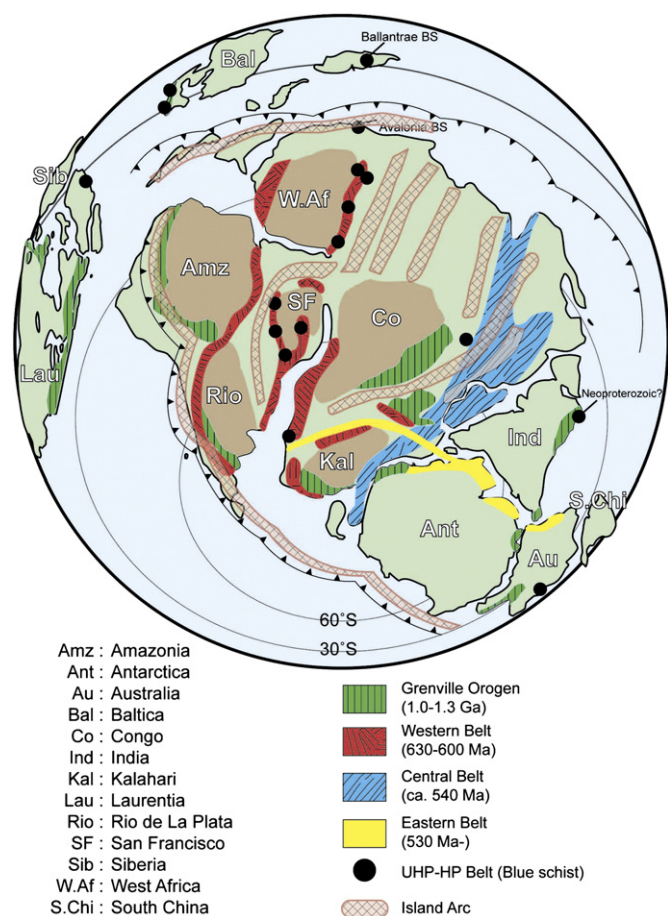 Ballantrae BS
Bal
Avalonia BS
Sib
W.Af
Amz
SF
Co
Lau
Rio
Neoproterozoic?
Ind
Kal
S.Chi
Ant
Au
60°S
30°S
Amz : Amazonia
Ant : Antarctica
Au : Australia
Bal : Baltica
Co : Congo
Ind : India
Kal : Kalahari
Lau : Laurentia
Rio : Rio de La Plata
SF : San Francisco
Sib : Siberia
W.Af : West Africa
S.Chi : South China
Grenville Orogen
(1.0-1.3 Ga)
Western Belt
(630-600 Ma)
Central Belt
(ca. 540 Ma)
Eastern Belt
(530 Ma-)
UHP-HP Belt (Blue schist)
Island Arc